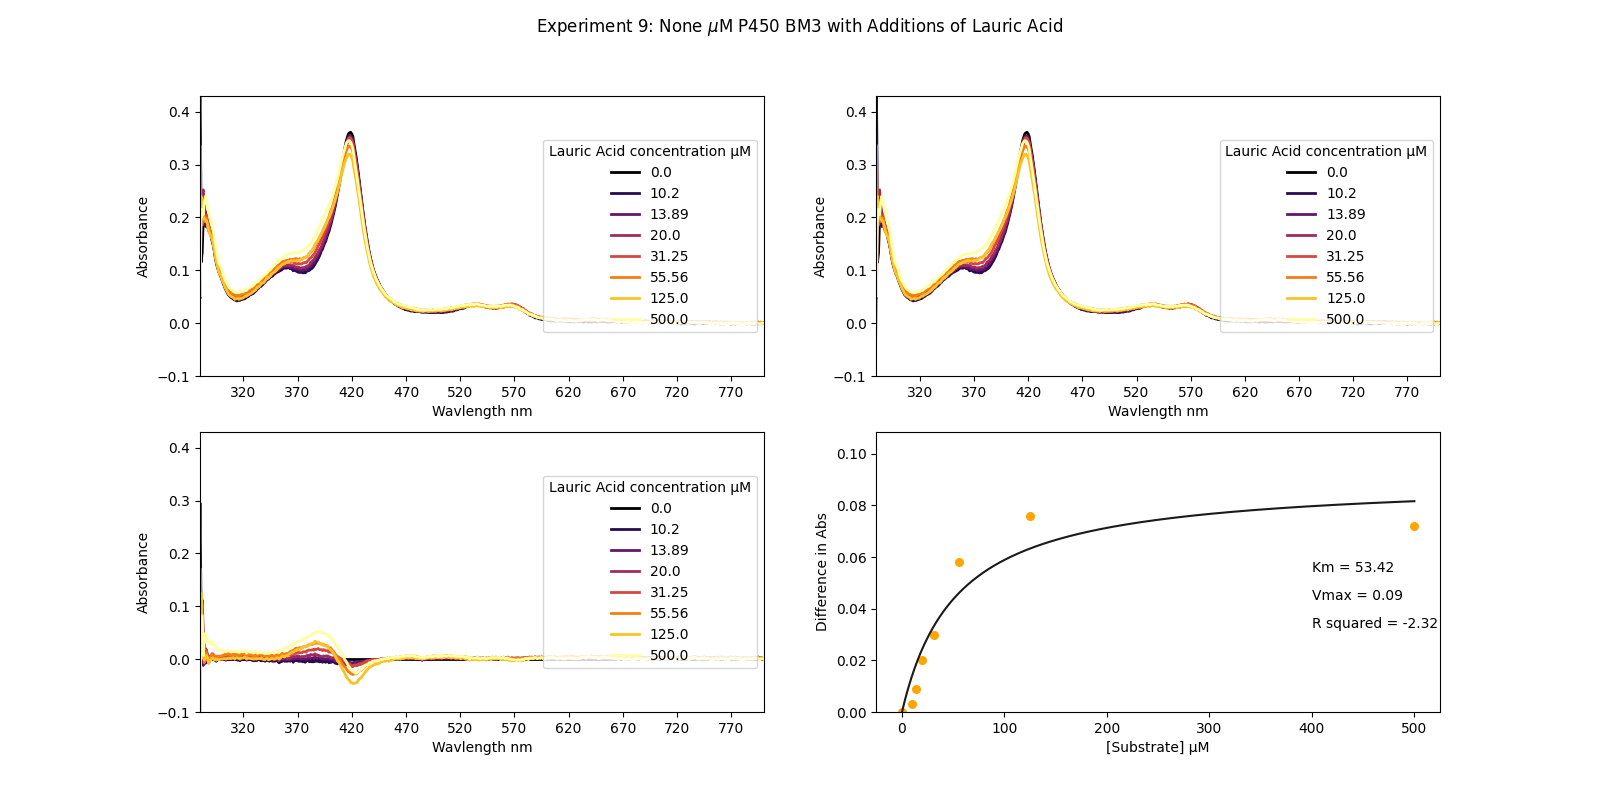 Experiment 9: None μM P450 BM3 with Additions of Lauric Acid
0.4
0.3
0.2
0.1
0.0
−0.1
Absorbance
320 370 420 470 520 570 620 670 720 770
Wavlength nm
Lauric Acid concentration μM
0.0
10.2
13.89
20.0
31.25
55.56
125.0
500.0
0.4
0.3
0.2
0.1
0.0
−0.1
Absorbance
320 370 420 470 520 570 620 670 720 770
Wavlength nm
Lauric Acid concentration μM
0.0
10.2
13.89
20.0
31.25
55.56
125.0
500.0
0.4
0.3
0.2
0.1
0.0
−0.1
Absorbance
320 370 420 470 520 570 620 670 720 770
Wavlength nm
Lauric Acid concentration μM
0.0
10.2
13.89
20.0
31.25
55.56
125.0
500.0
0.10
0.08
0.06
0.04
0.02
0.00
Difference in Abs
Km = 53.42
Vmax = 0.09
R squared = -2.32
0 100 200 300 400 500
[Substrate] μM